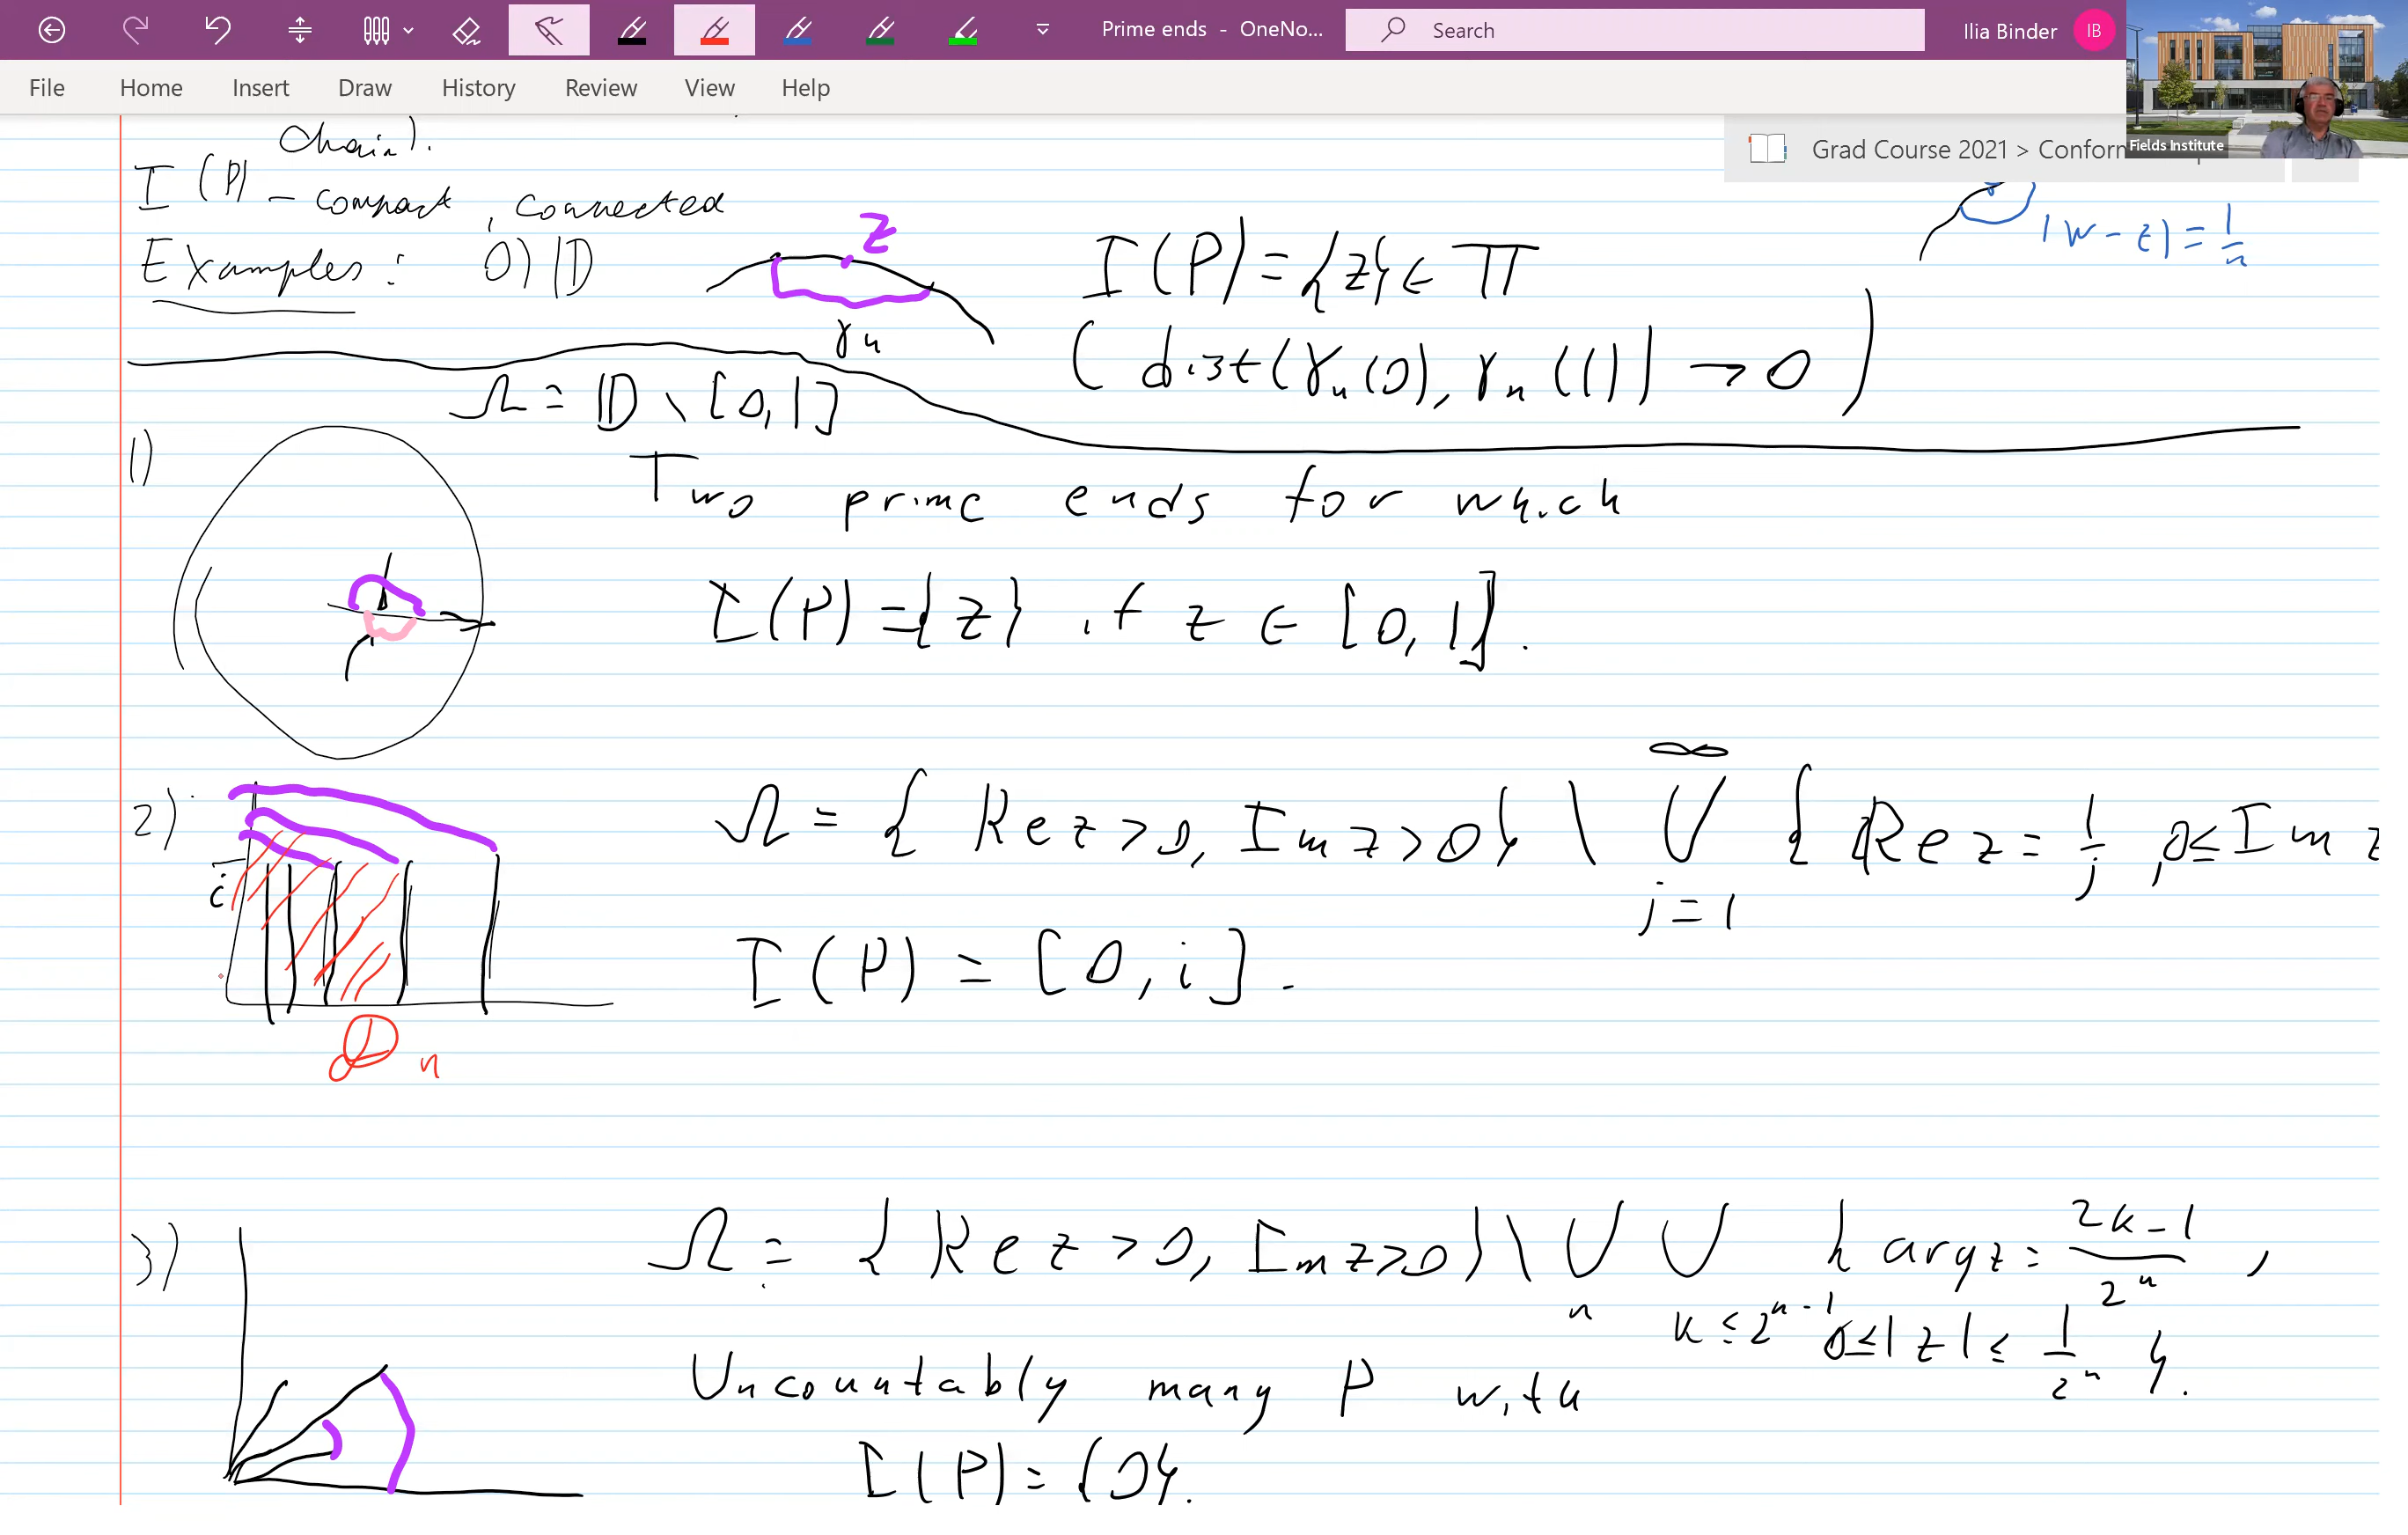 Prime ends - OneNo...
Search
Ilia Binder
IB
File Home Insert Draw History Review View Help
Grad Course 2021 > Conform
Fields Institute
Chain).
I(P) - compact, connected
|w - z| = 1/n
Examples: 0) 𝔻
z
γn
I(P) = {z} ∈ 𝕋
(dist(γn(0), γn(1)) → 0)
1)
Ω = 𝔻 \ [0,1]
Two prime ends for which
I(P) = {z} if z ∈ [0,1].
2)
i
Dn
Ω = {Re z > 0, Im z > 0} \ ∞ ⋃ j=1 {Re z = 1/j, 0 ≤ Im z
I(P) = [0, i].
3)
Ω = {Re z > 0, Im z > 0} \ ⋃ n ⋃ k ≤ 2^(n-1) {arg z = (2k-1)/2^n,
0 ≤ |z| ≤ 1/2^n}.
Uncountably many P with
I(P) = {0}.